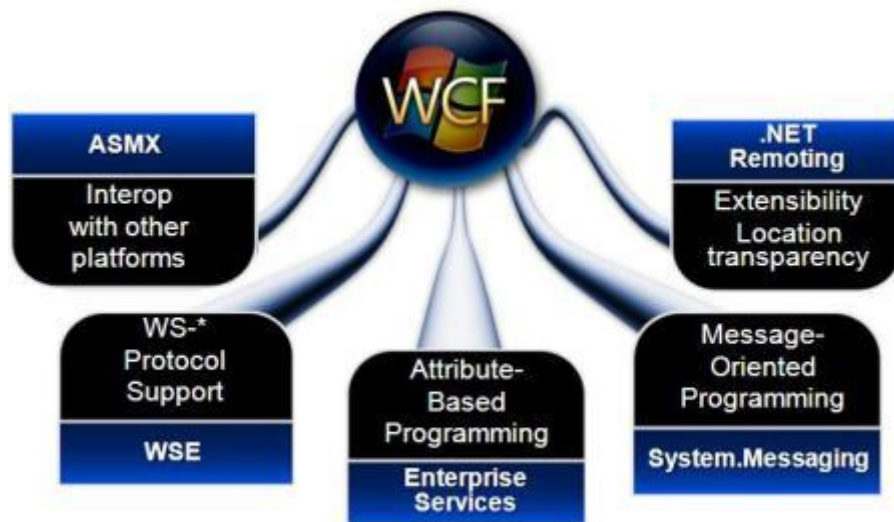 WCF
ASMX
Interop
with other
platforms
.NET
Remoting
Extensibility
Location
transparency
WS-*
Protocol
Support
WSE
Attribute-
Based
Programming
Enterprise
Services
Message-
Oriented
Programming
System.Messaging